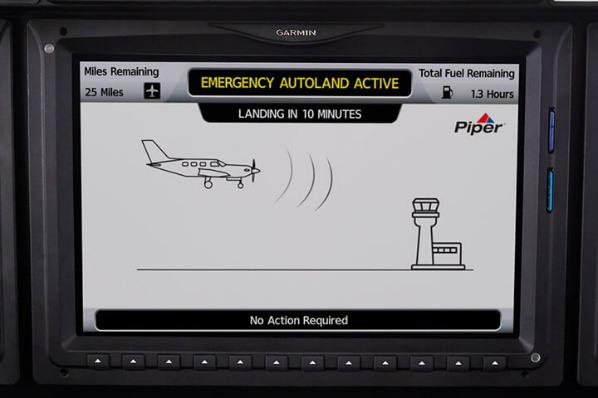 GARMIN
Miles Remaining
25 Miles
EMERGENCY AUTOLAND ACTIVE
Total Fuel Remaining
1.3 Hours
LANDING IN 10 MINUTES
Piper
No Action Required